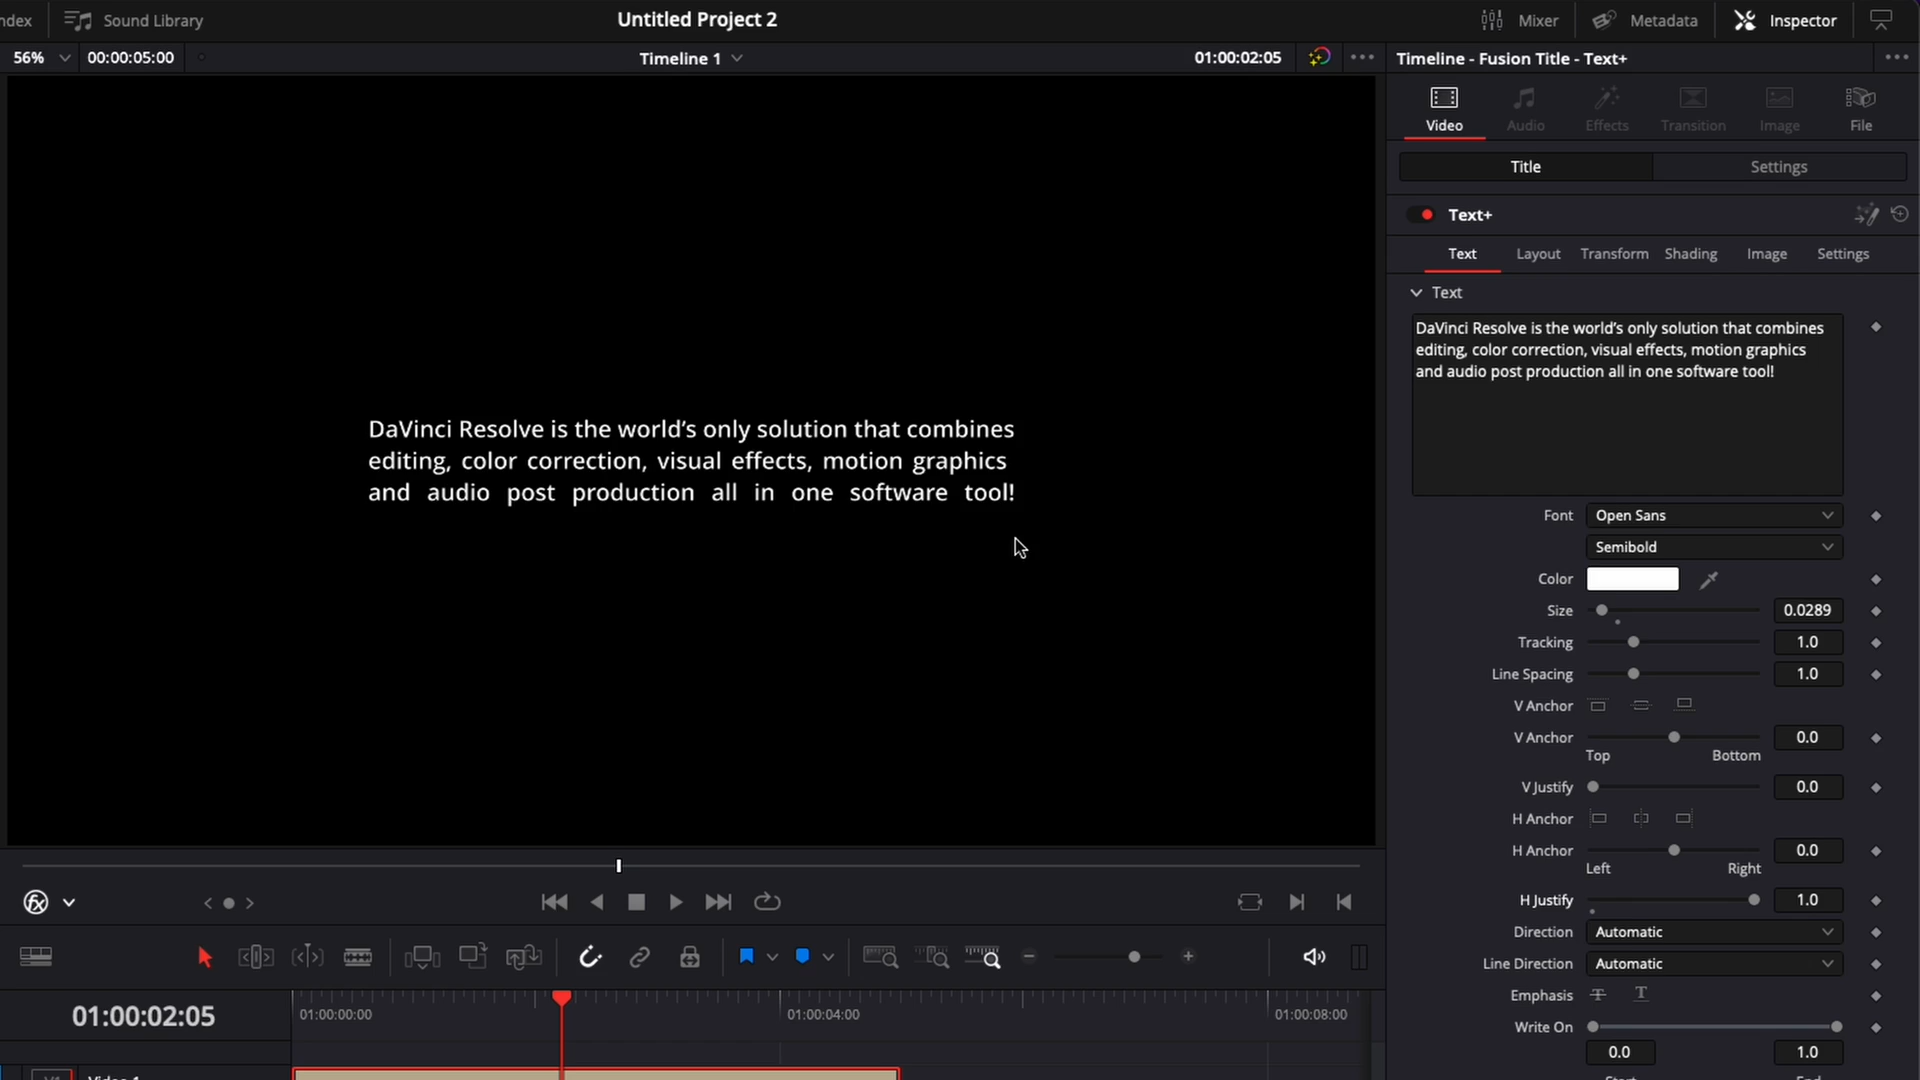 Sound Library
Untitled Project 2
Mixer
Metadata
Inspector
56%
00:00:05:00
Timeline 1
01:00:02:05
Timeline - Fusion Title - Text+
Video
Audio
Effects
Transition
Image
File
Title
Settings
Text+
Text
Layout
Transform
Shading
Image
Settings
Text
DaVinci Resolve is the world's only solution that combines
editing, color correction, visual effects, motion graphics
and audio post production all in one software tool!
DaVinci Resolve is the world's only solution that combines
editing, color correction, visual effects, motion graphics
and audio post production all in one software tool!
Font
Open Sans
Semibold
Color
Size
0.0289
Tracking
1.0
Line Spacing
1.0
V Anchor
V Anchor
0.0
Top
Bottom
V Justify
0.0
H Anchor
H Anchor
0.0
Left
Right
H Justify
1.0
Direction
Automatic
Line Direction
Automatic
Emphasis
Write On
0.0
1.0
01:00:02:05
01:00:00:00
01:00:04:00
01:00:08:00